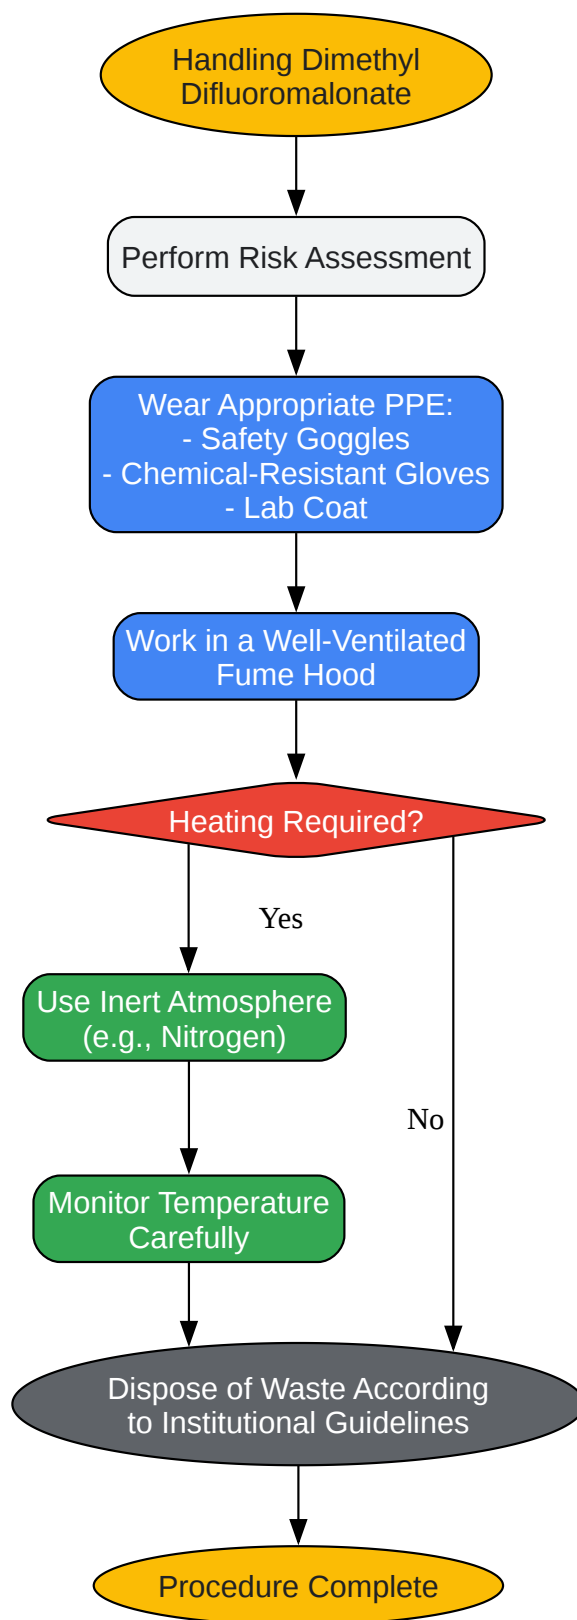 Handling Dimethyl
Difluoromalonate
Perform Risk Assessment
Wear Appropriate PPE:
- Safety Goggles
- Chemical-Resistant Gloves
- Lab Coat
Work in a Well-Ventilated
Fume Hood
Heating Required?
Yes
Use Inert Atmosphere
(e.g., Nitrogen)
No
Monitor Temperature
Carefully
Dispose of Waste According
to Institutional Guidelines
Procedure Complete